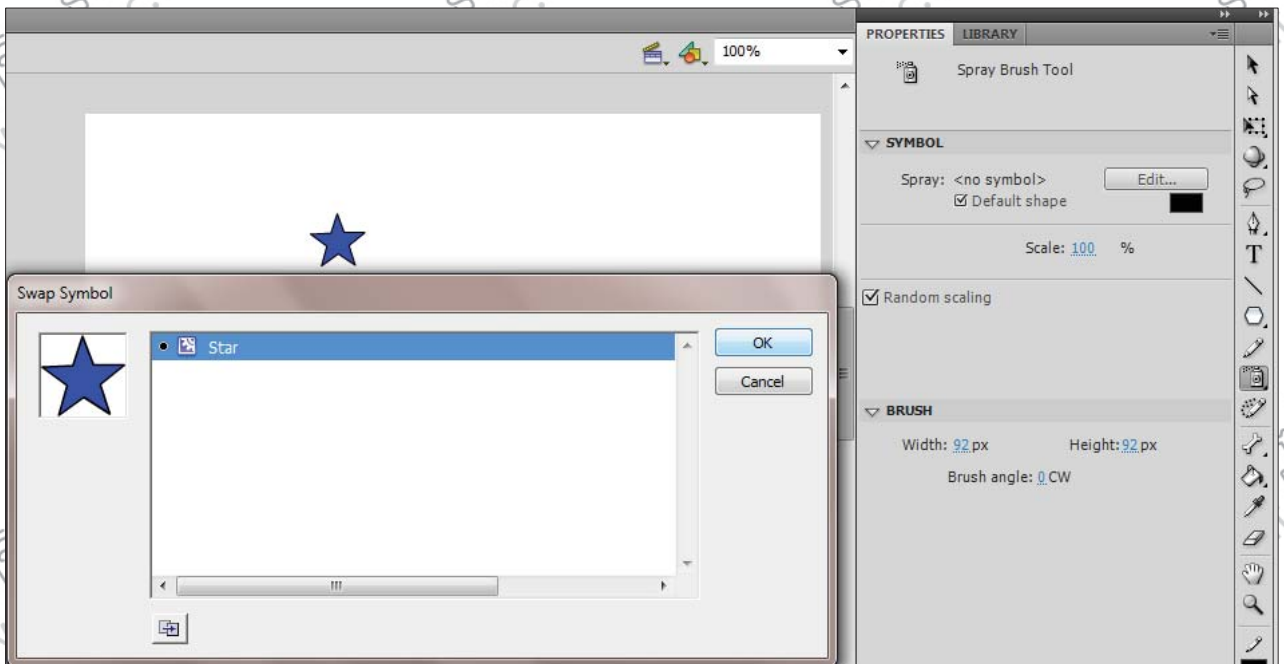 100%
PROPERTIES LIBRARY
Spray Brush Tool
SYMBOL
Spray: <no symbol> Edit...
Default shape
Scale: 100 %
Random scaling
BRUSH
Width: 92 px Height: 92 px
Brush angle: 0 CW
T
Swap Symbol
Star
OK
Cancel